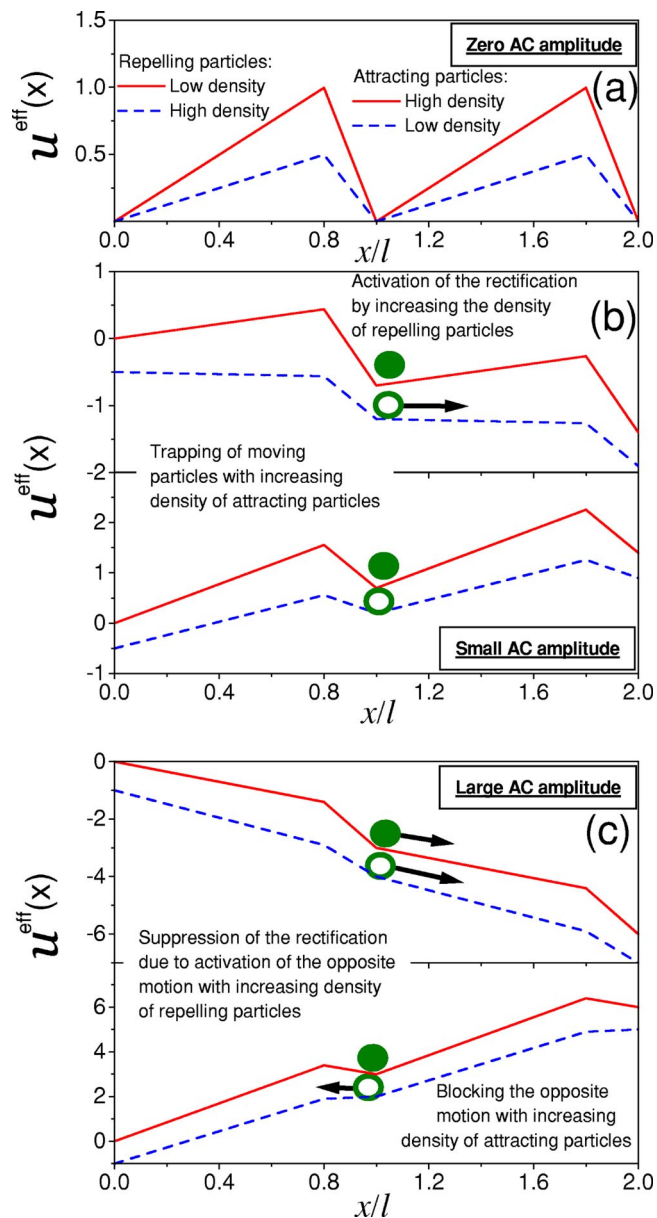 Zero AC amplitude
(a)
Repelling particles:
Low density
High density
Attracting particles:
High density
Low density
u^eff(x)
1.5
1.0
0.5
0.0 0.4 0.8 1.2 1.6 2.0
x/l
Activation of the rectification
by increasing the density
of repelling particles
(b)
1
0
-1
-2
u^eff(x)
Trapping of moving
particles with increasing
density of attracting particles
2
1
0
-1
Small AC amplitude
0.0 0.4 0.8 1.2 1.6 2.0
x/l
Large AC amplitude
(c)
0
-2
-4
-6
u^eff(x)
Suppression of the rectification
due to activation of the opposite
motion with increasing density
of repelling particles
6
4
2
0
Blocking the opposite
motion with increasing
density of attracting particles
0.0 0.4 0.8 1.2 1.6 2.0
x/l